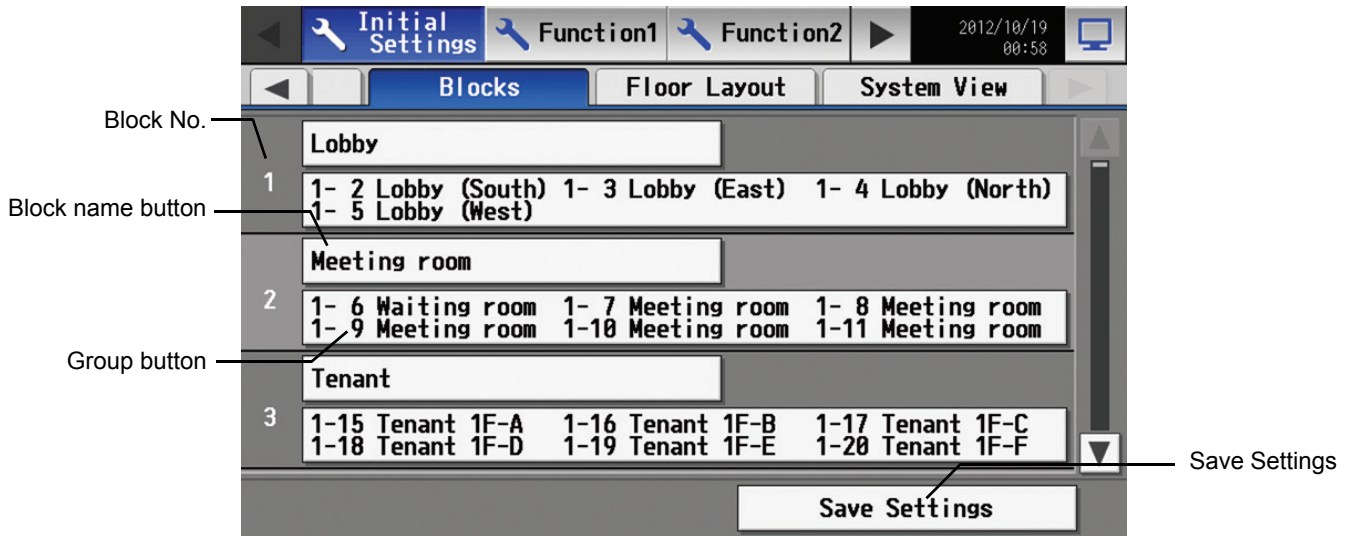 Initial Settings Function1 Function2 2012/10/19 00:58
Blocks Floor Layout System View
Block No.
Lobby
1
1- 2 Lobby (South) 1- 3 Lobby (East) 1- 4 Lobby (North)
1- 5 Lobby (West)
Block name button
Meeting room
2
1- 6 Waiting room 1- 7 Meeting room 1- 8 Meeting room
1- 9 Meeting room 1-10 Meeting room 1-11 Meeting room
Group button
Tenant
3
1-15 Tenant 1F-A 1-16 Tenant 1F-B 1-17 Tenant 1F-C
1-18 Tenant 1F-D 1-19 Tenant 1F-E 1-20 Tenant 1F-F
Save Settings
Save Settings